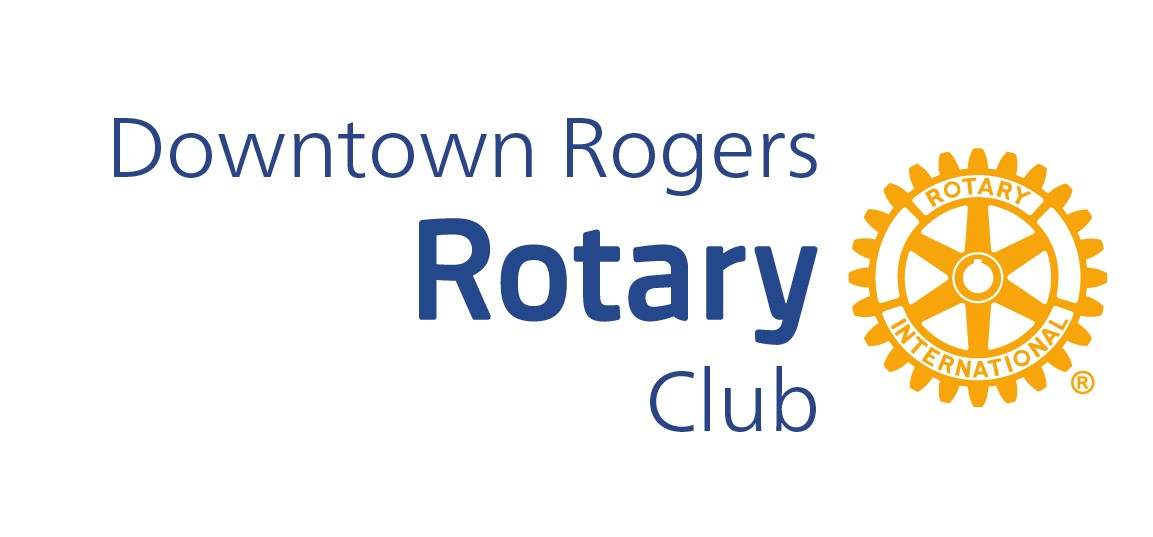 Downtown Rogers
Rotary
Club
ROTARY
INTERNATIONAL
®